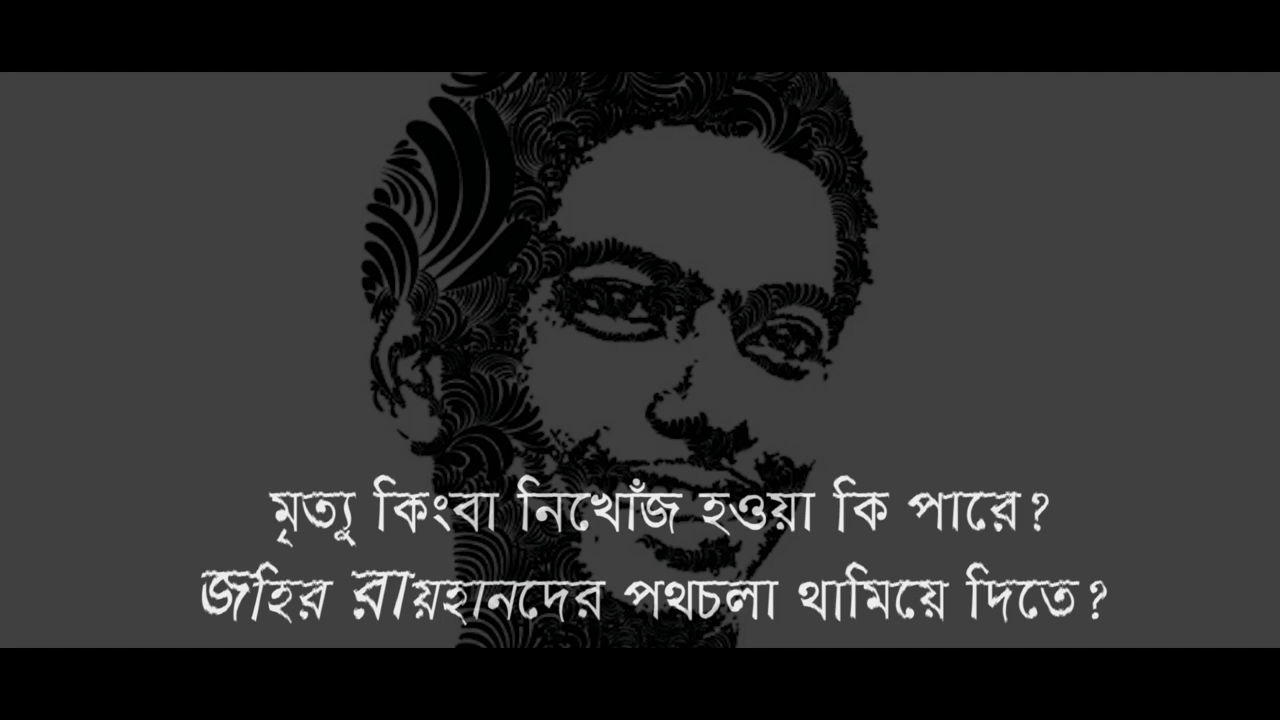 মৃত্যু কিংবা নিখোঁজ হওয়া কি পারে?
জহির রায়হানদের পথচলা থামিয়ে দিতে?